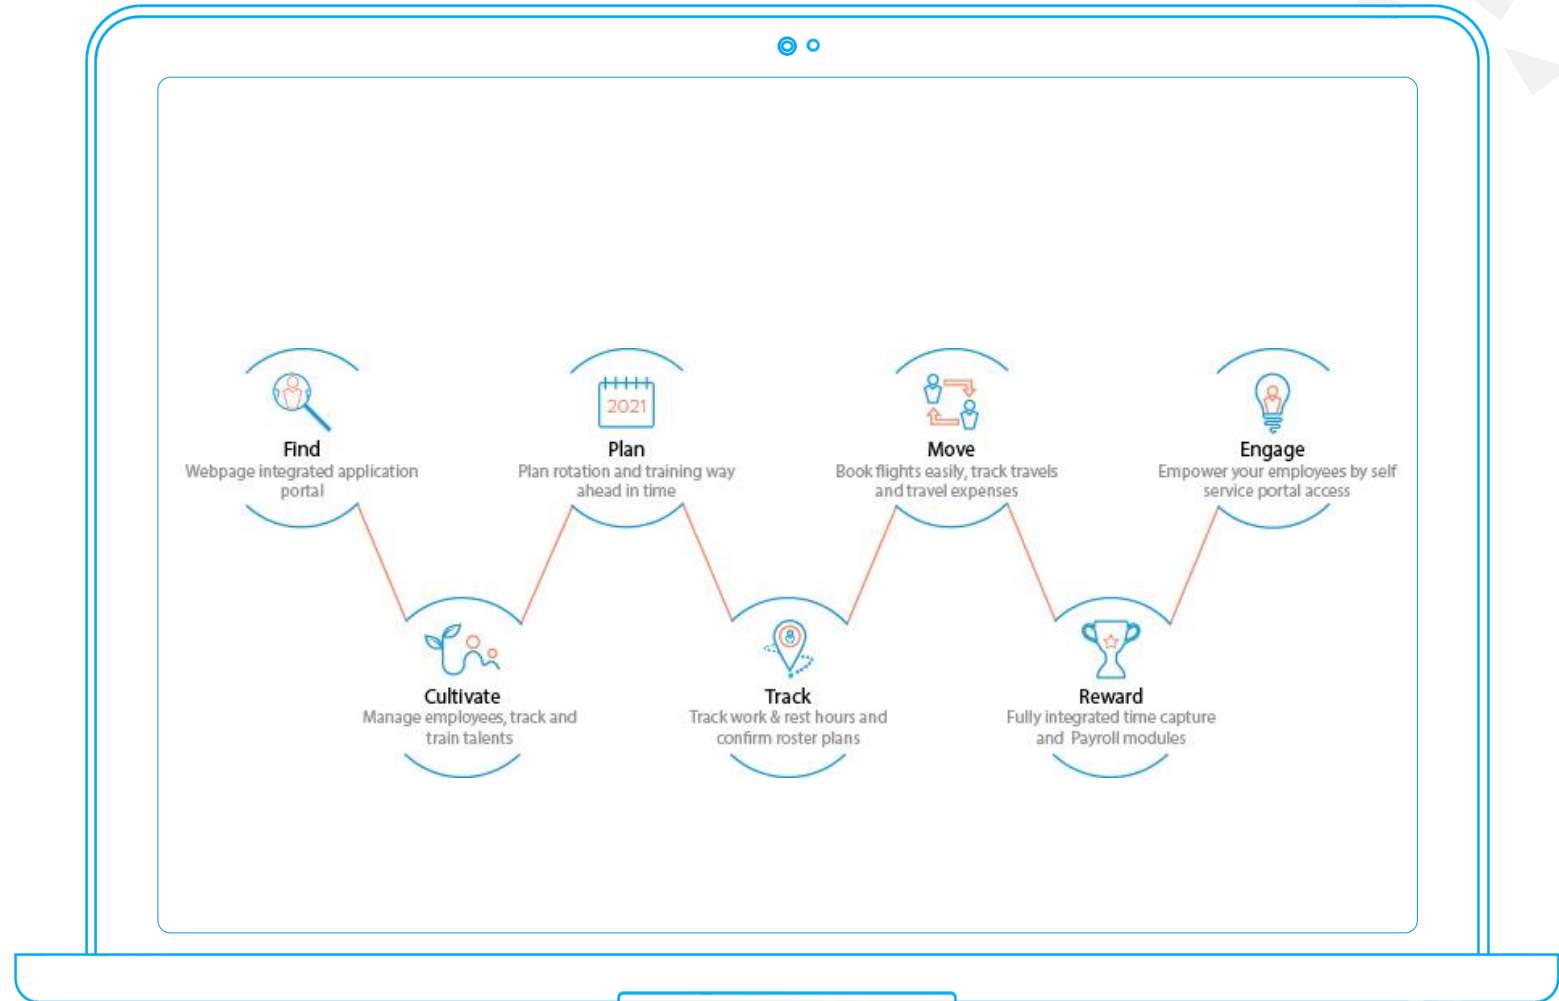 2021
Find
Webpage integrated application
portal
Plan
Plan rotation and training way
ahead in time
Move
Book flights easily, track travels
and travel expenses
Engage
Empower your employees by self
service portal access
Cultivate
Manage employees, track and
train talents
Track
Track work & rest hours and
confirm roster plans
Reward
Fully integrated time capture
and Payroll modules